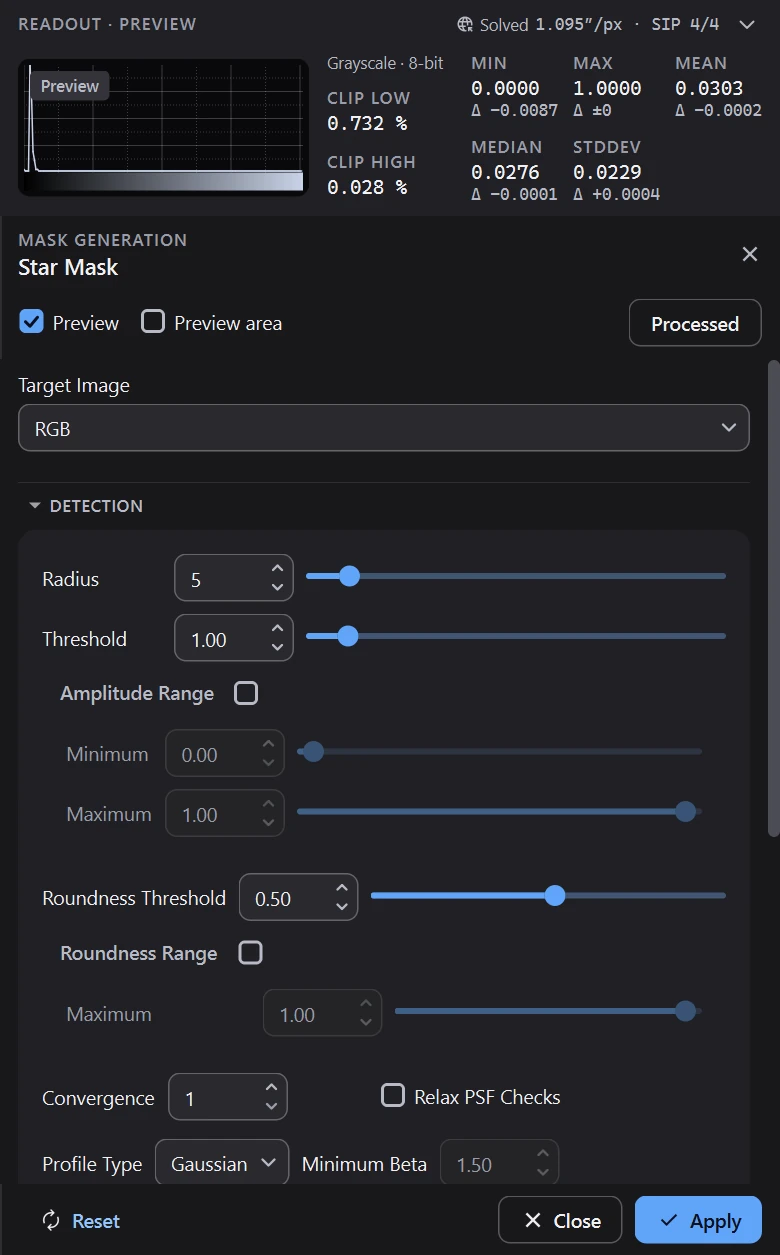 READOUT · PREVIEW
Solved 1.095″/px · SIP 4/4
Preview
Grayscale · 8-bit
CLIP LOW
0.732 %
CLIP HIGH
0.028 %
MIN
0.0000
Δ −0.0087
MAX
1.0000
Δ ±0
MEAN
0.0303
Δ −0.0002
MEDIAN
0.0276
Δ −0.0001
STDDEV
0.0229
Δ +0.0004
MASK GENERATION
Star Mask
Preview
Preview area
Processed
Target Image
RGB
DETECTION
Radius 5
Threshold 1.00
Amplitude Range
Minimum 0.00
Maximum 1.00
Roundness Threshold 0.50
Roundness Range
Maximum 1.00
Convergence 1 Relax PSF Checks
Profile Type Gaussian Minimum Beta 1.50
Reset
Close
Apply